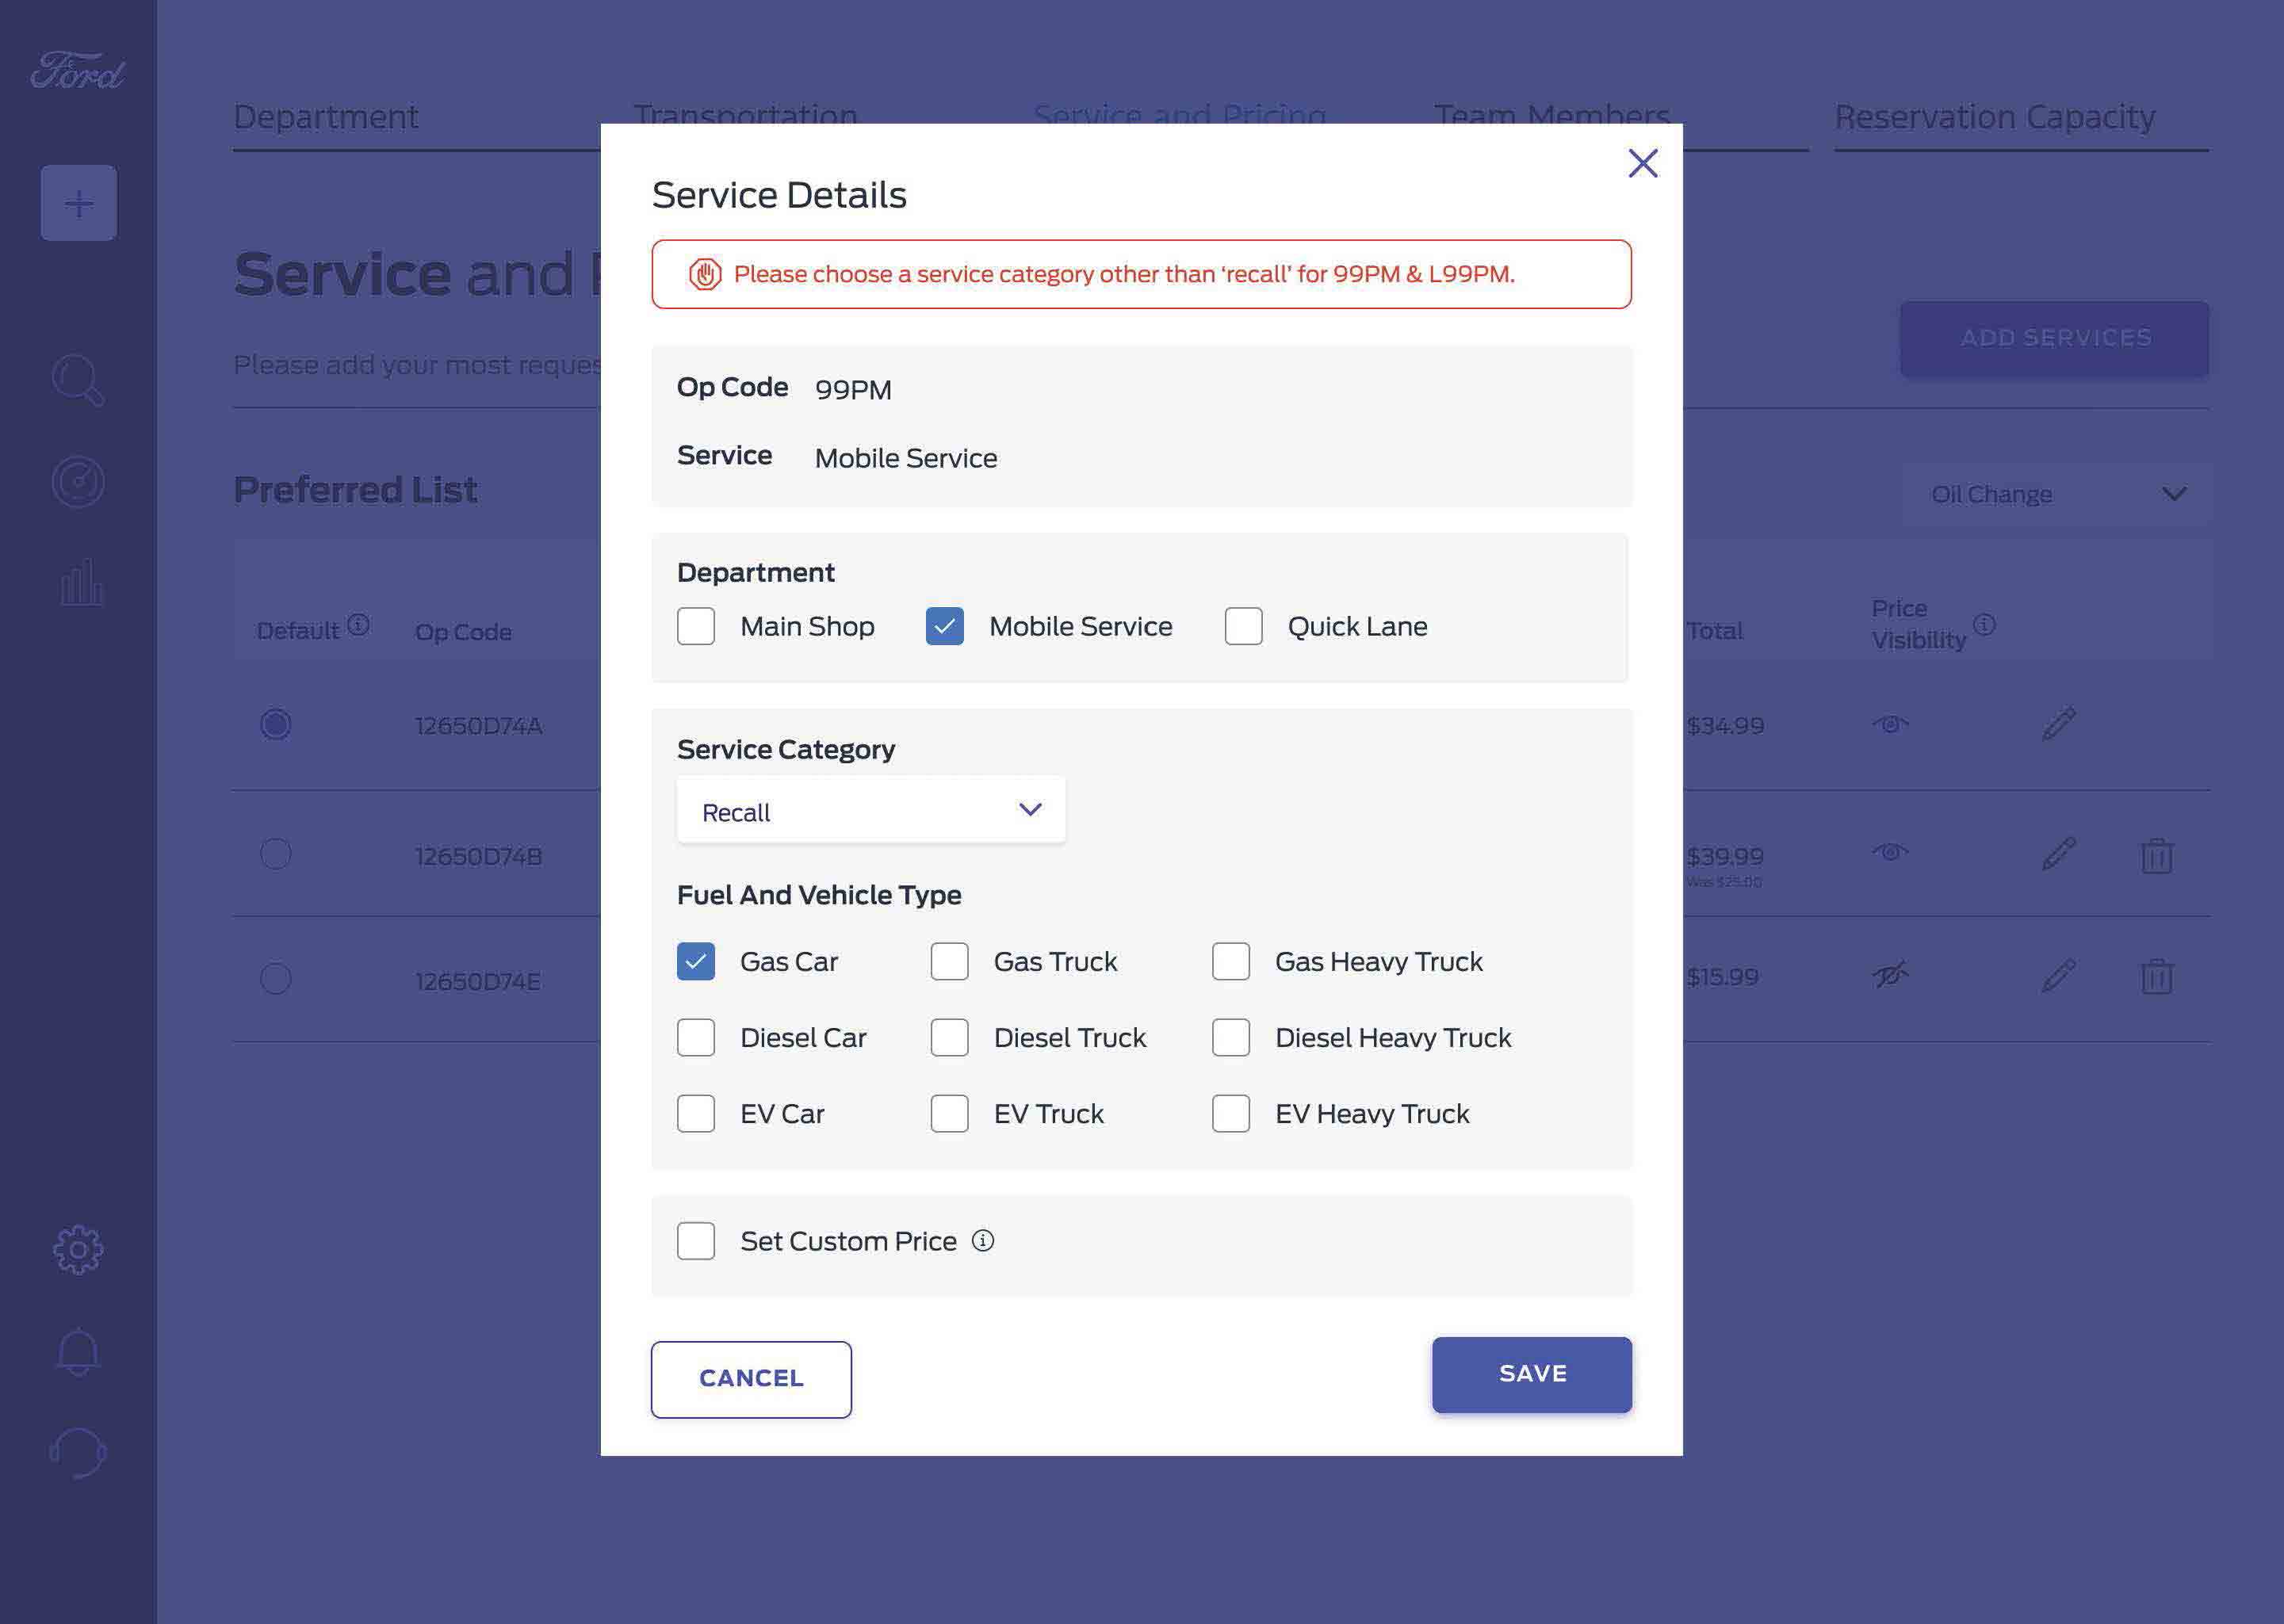 Ford
Department
Transportation
Service and Pricing
Team Members
Reservation Capacity
Service and
Please add your most
ADD SERVICES
Preferred List
Oil Change
Default
Op Code
Total
Price
Visibility
12650D74A
$34.99
12650D74B
$39.99
Was $25.00
12650D74E
$15.99
Service Details
Please choose a service category other than ‘recall’ for 99PM & L99PM.
Op Code 99PM
Service Mobile Service
Department
Main Shop Mobile Service Quick Lane
Service Category
Recall
Fuel And Vehicle Type
Gas Car Gas Truck Gas Heavy Truck
Diesel Car Diesel Truck Diesel Heavy Truck
EV Car EV Truck EV Heavy Truck
Set Custom Price
CANCEL
SAVE